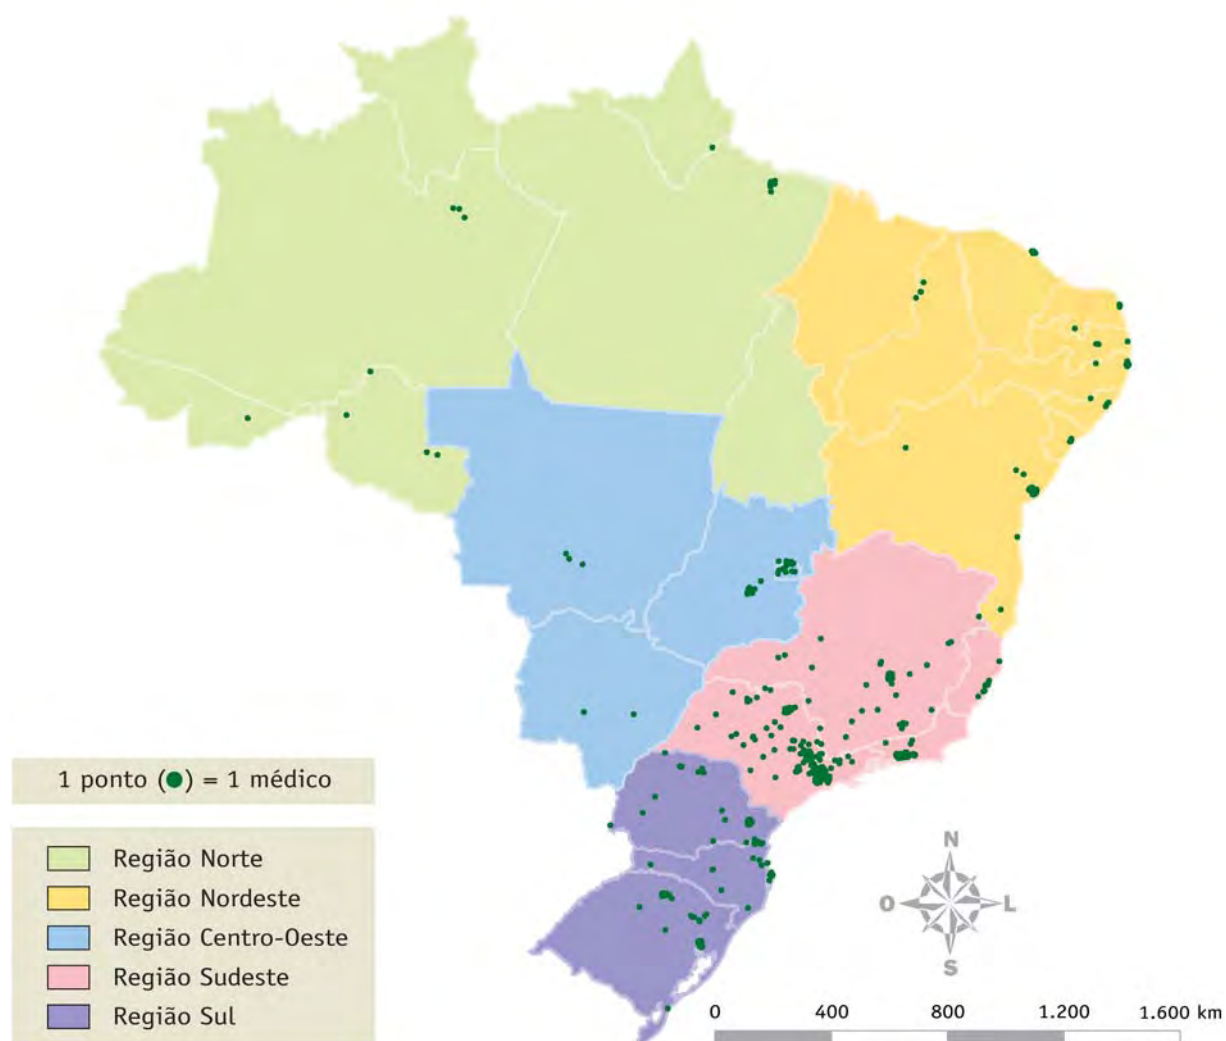 1 ponto (●) = 1 médico
Região Norte
Região Nordeste
Região Centro-Oeste
Região Sudeste
Região Sul
N
O L
S
0 400 800 1.200 1.600 km